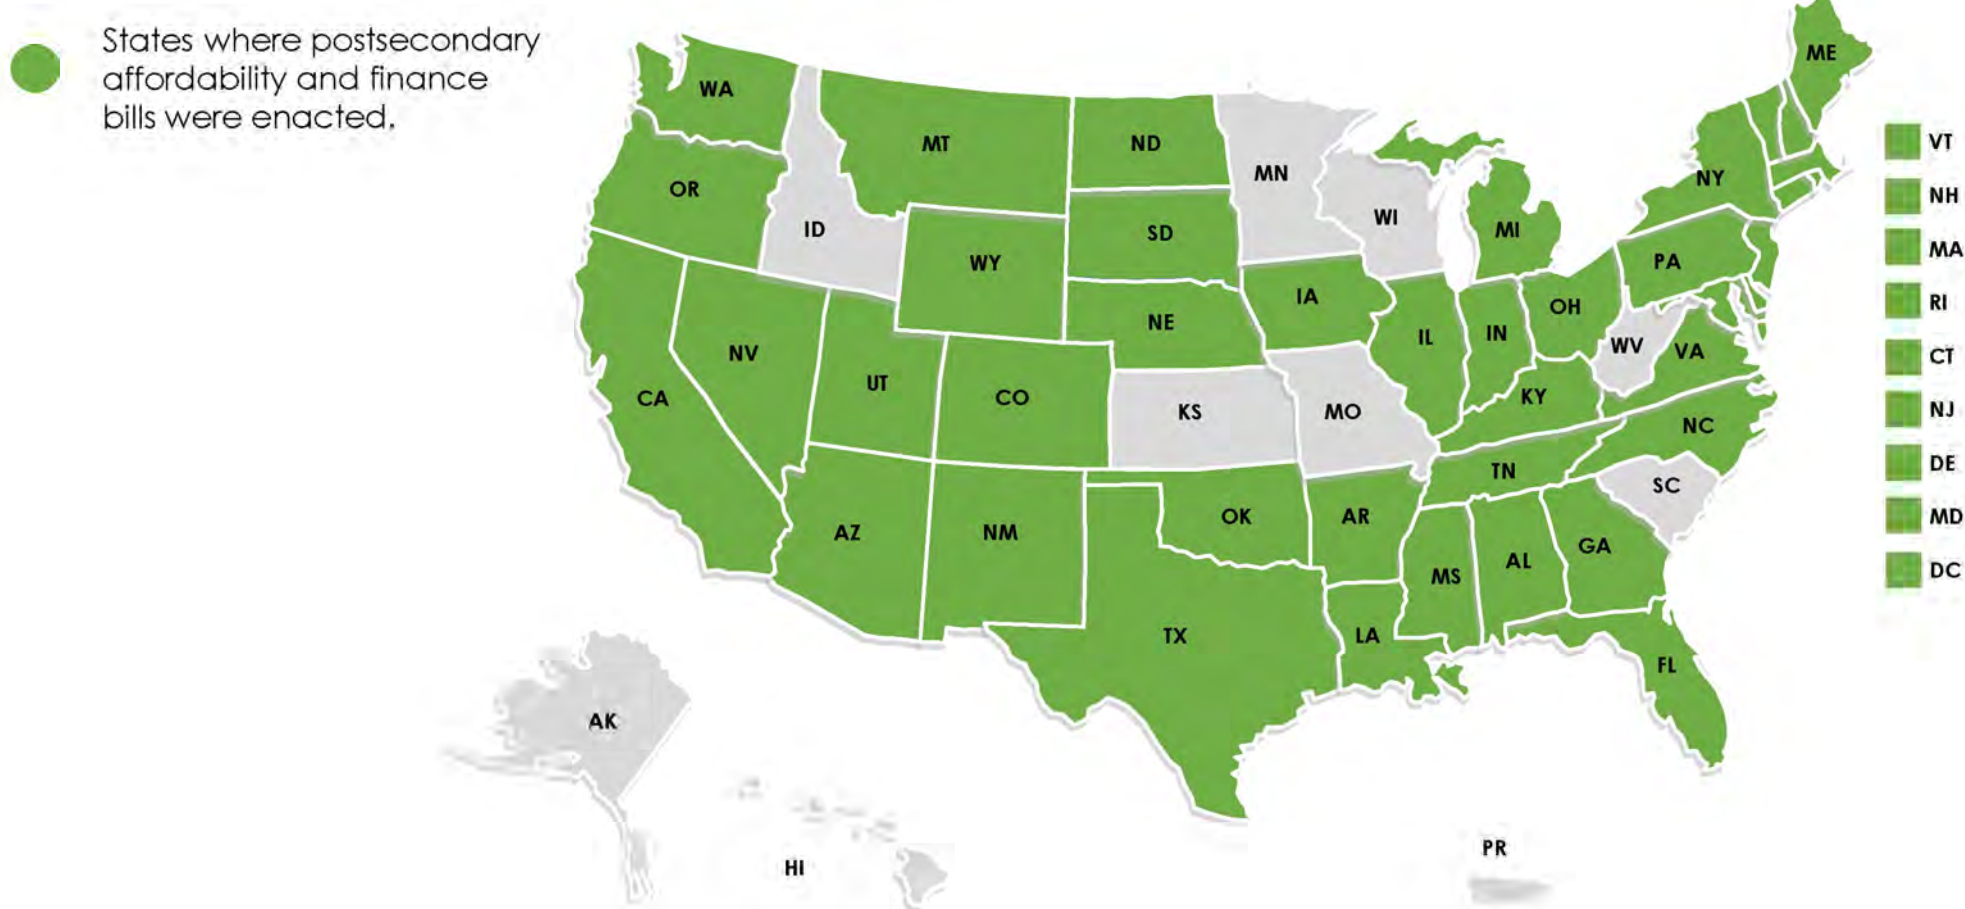 States where postsecondary
affordability and finance
bills were enacted.
ME
WA
MT
ND
VT
MN
NY
NH
OR
WI
ID
SD
MI
MA
WY
PA
IA
RI
NE
OH
IL
IN
WV
VA
NV
CT
UT
CO
KY
CA
KS
MO
NJ
NC
TN
DE
SC
OK
AR
MD
AZ
NM
GA
AL
MS
DC
TX
LA
FL
AK
PR
HI